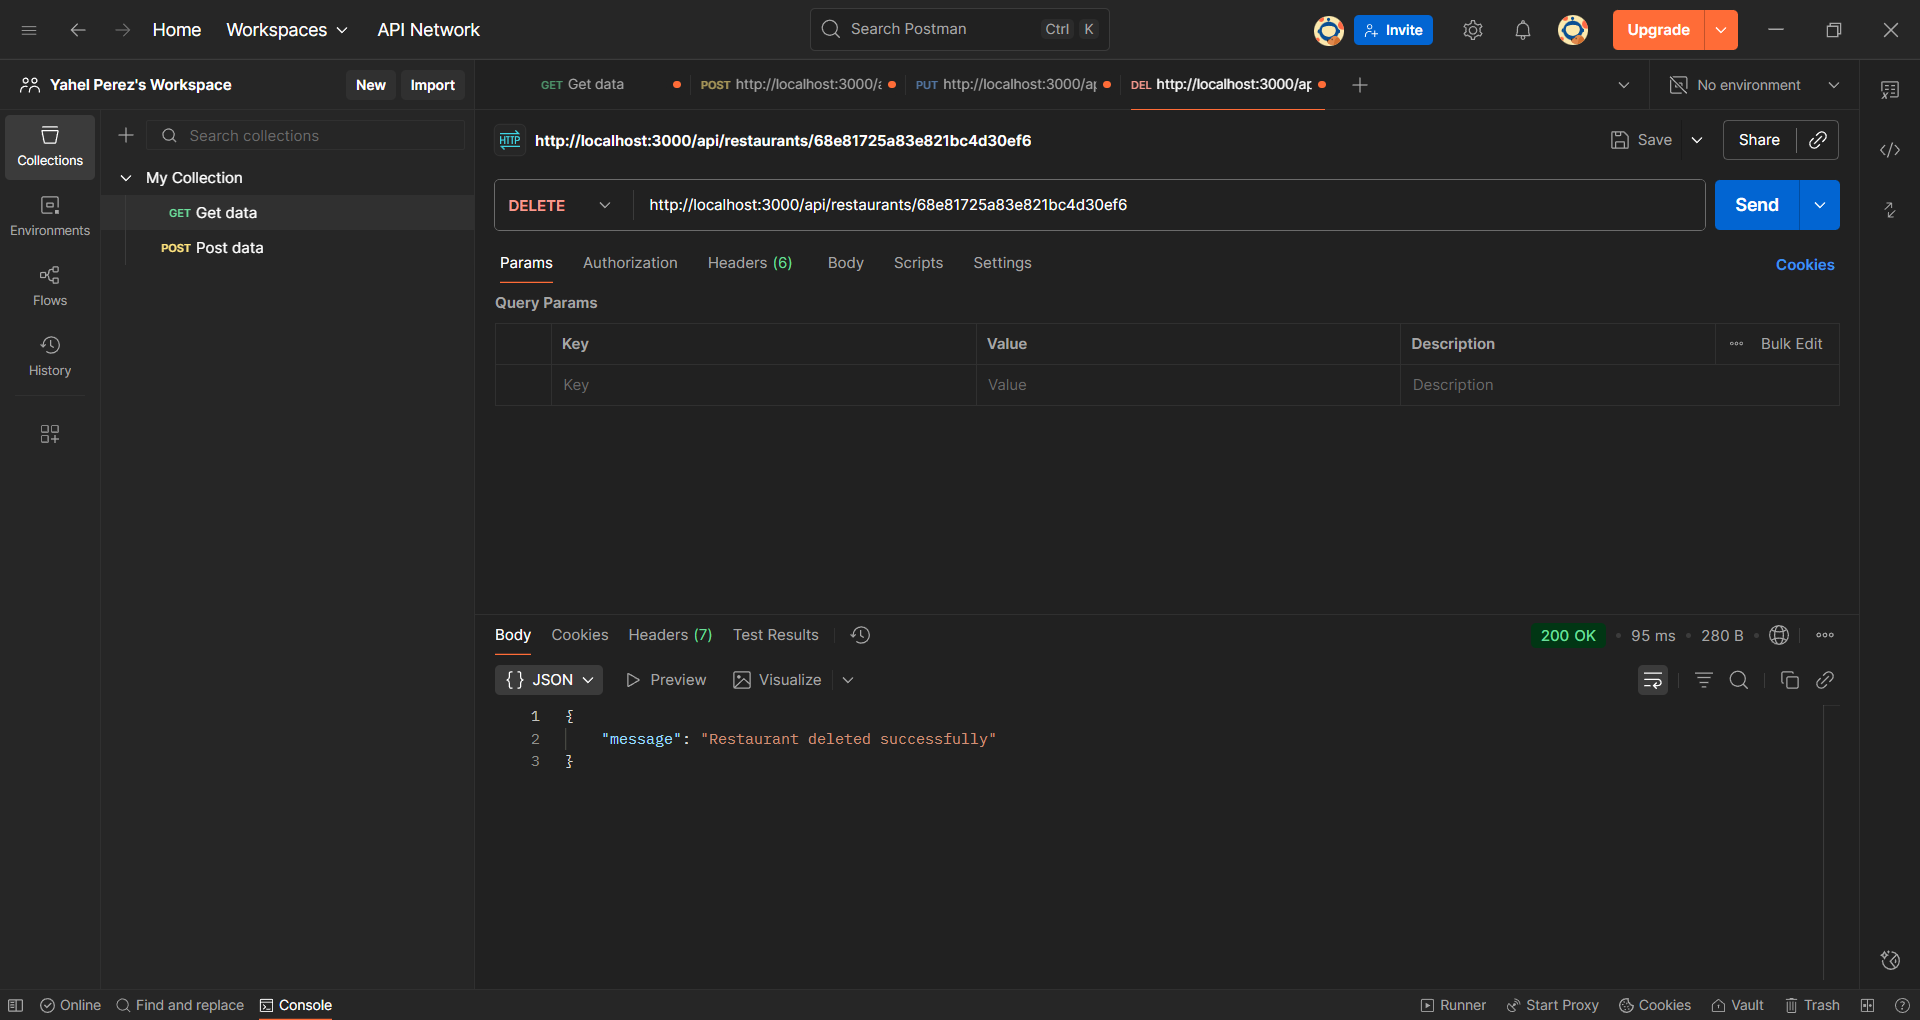 Home Workspaces API Network Search Postman Ctrl K Invite Upgrade
Yahel Perez's Workspace New Import
GET Get data POST http://localhost:3000/a PUT http://localhost:3000/ap DEL http://localhost:3000/ap No environment
Collections
Environments
Flows
History
Search collections
My Collection
GET Get data
POST Post data
HTTP http://localhost:3000/api/restaurants/68e81725a83e821bc4d30ef6 Save Share
DELETE http://localhost:3000/api/restaurants/68e81725a83e821bc4d30ef6 Send
Params Authorization Headers (6) Body Scripts Settings Cookies
Query Params
Key Value Description Bulk Edit
Key Value Description
Body Cookies Headers (7) Test Results 200 OK 95 ms 280 B
{} JSON Preview Visualize
1 {
2 "message": "Restaurant deleted successfully"
3 }
Online Find and replace Console Runner Start Proxy Cookies Vault Trash